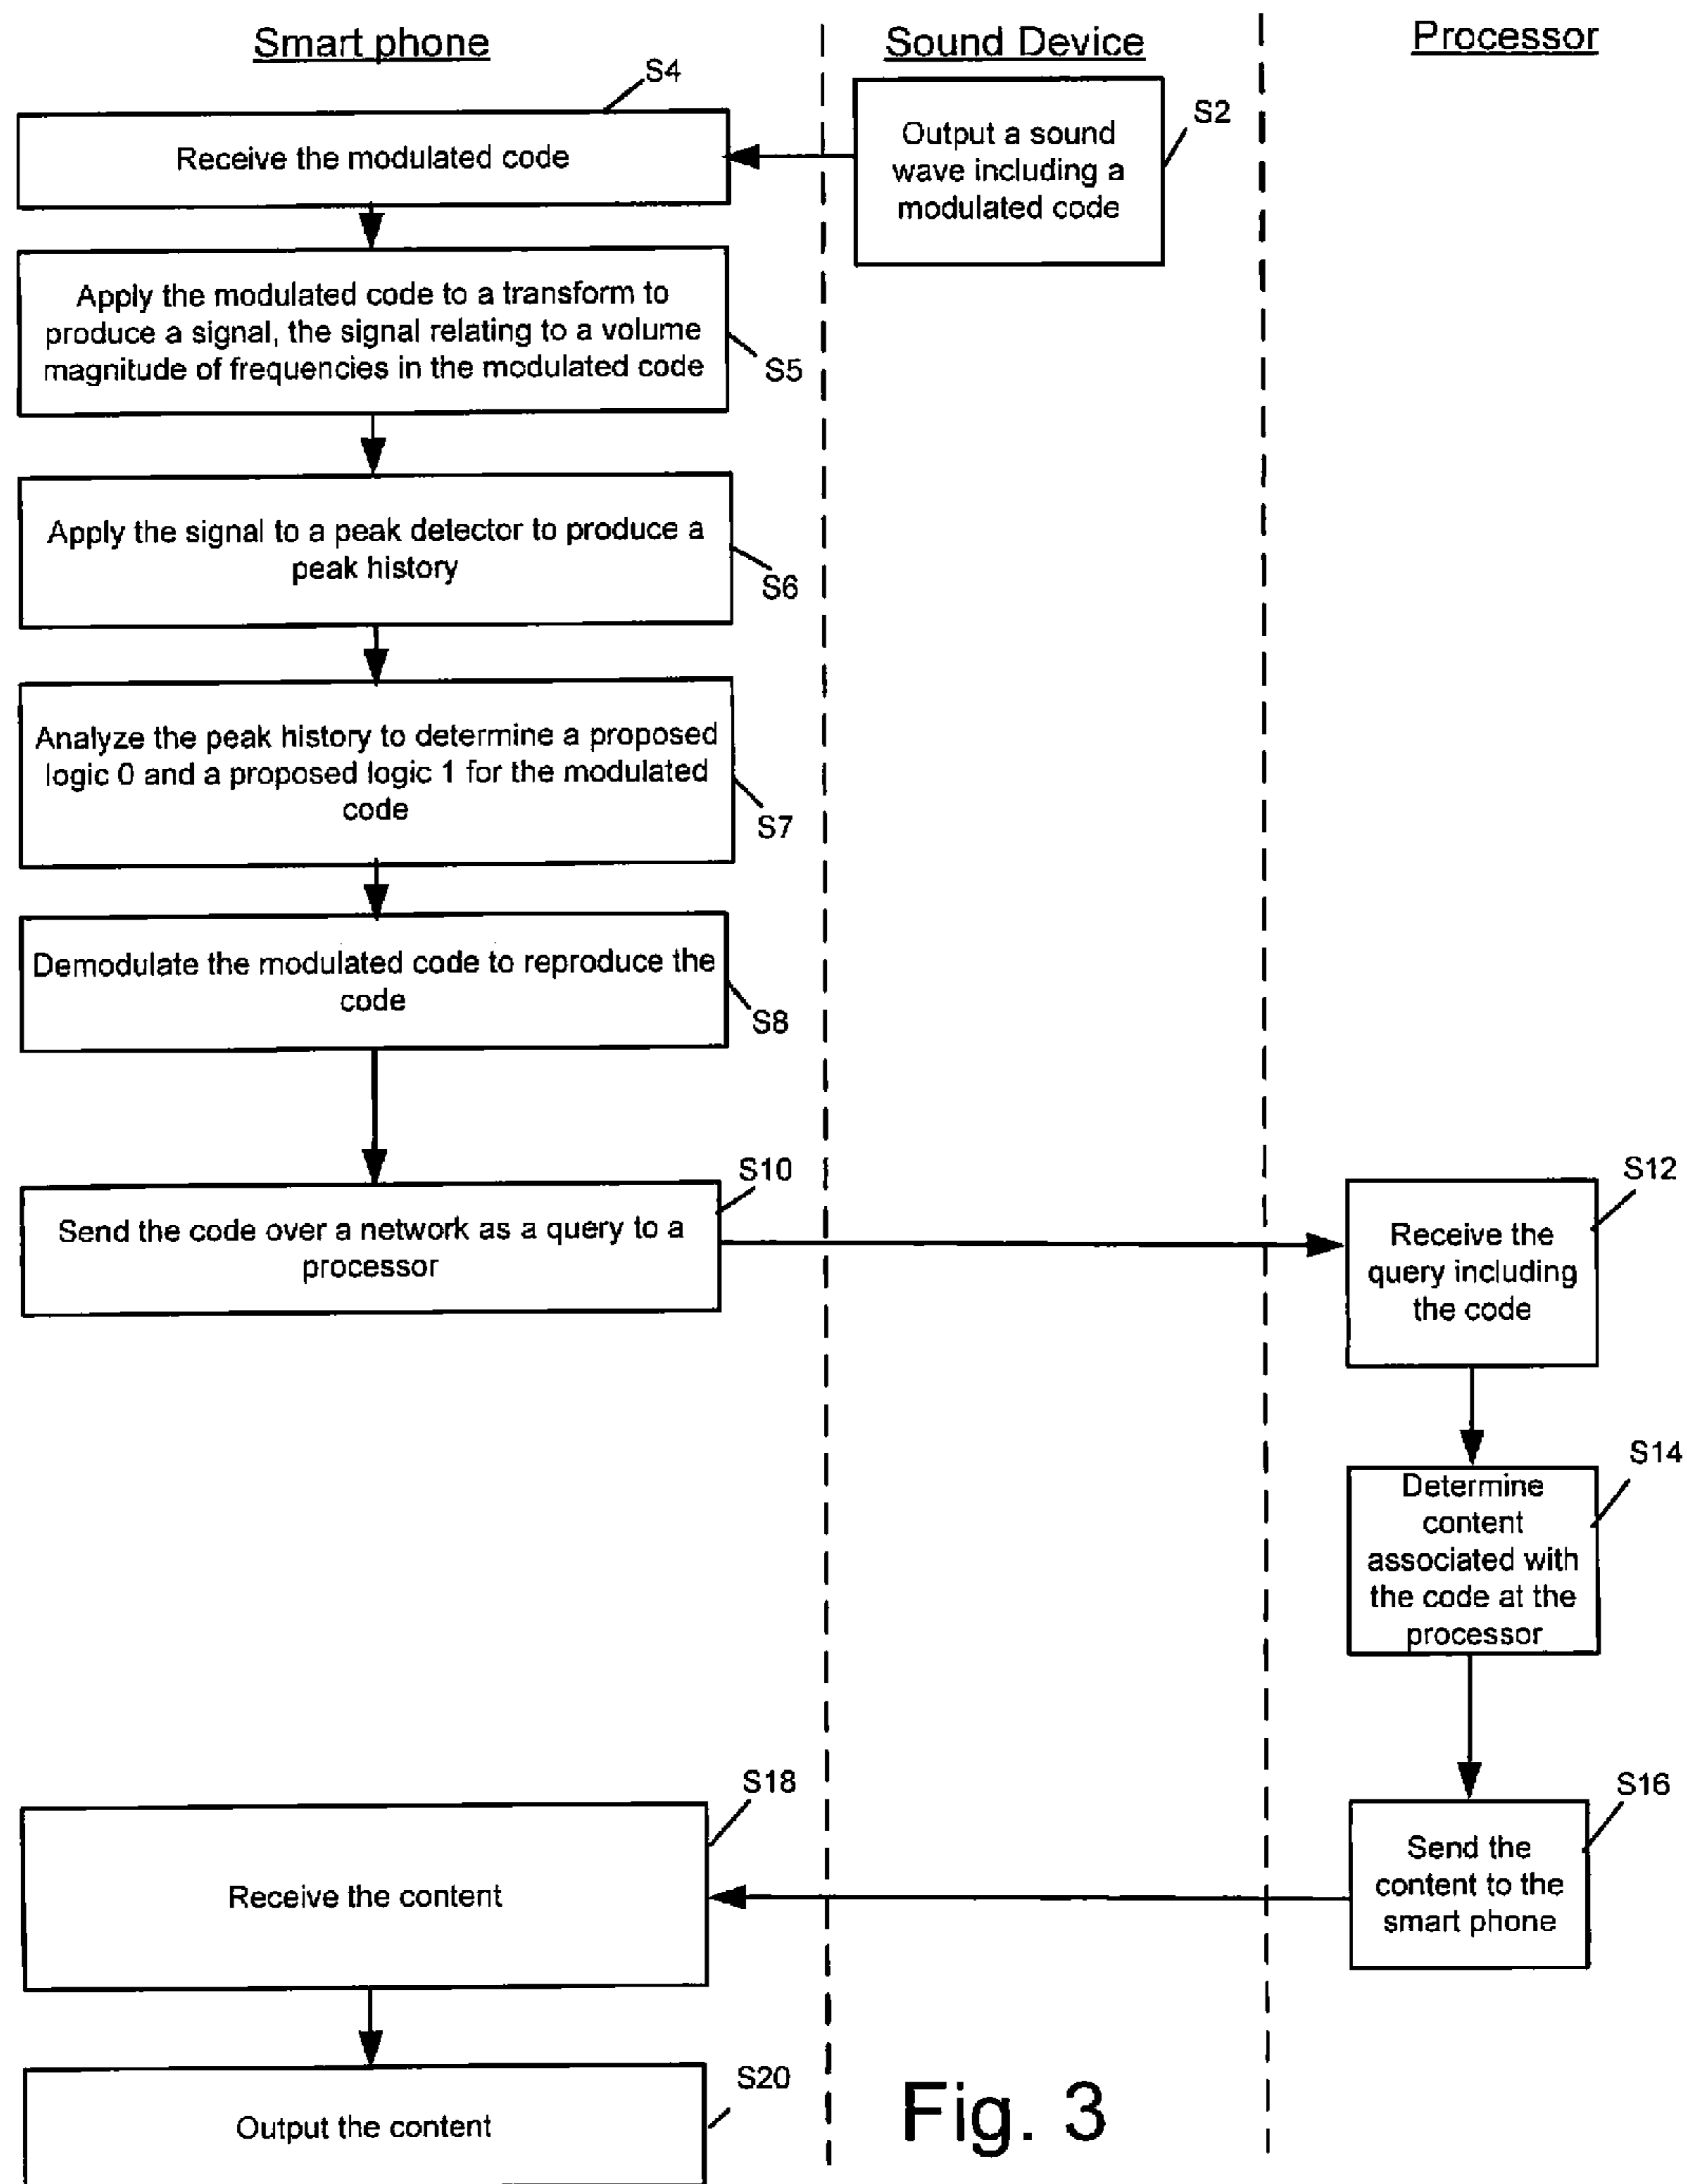 Smart phone
Sound Device
Processor
S4
Receive the modulated code
S2
Output a sound
wave including a
modulated code
Apply the modulated code to a transform to
produce a signal, the signal relating to a volume
magnitude of frequencies in the modulated code
S5
Apply the signal to a peak detector to produce a
peak history
S6
Analyze the peak history to determine a proposed
logic 0 and a proposed logic 1 for the modulated
code
S7
Demodulate the modulated code to reproduce the
code
S8
S10
Send the code over a network as a query to a
processor
S12
Receive the
query including
the code
S14
Determine
content
associated with
the code at the
processor
S16
Send the
content to the
smart phone
S18
Receive the content
S20
Output the content
Fig. 3